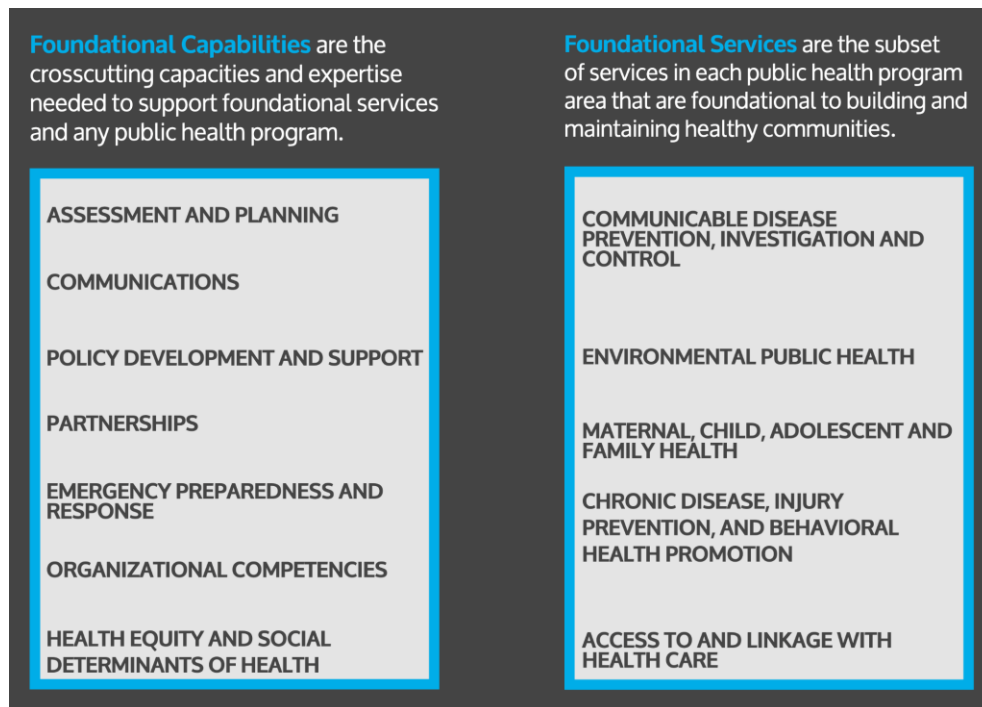 Foundational Capabilities are the
crosscutting capacities and expertise
needed to support foundational services
and any public health program.
ASSESSMENT AND PLANNING
COMMUNICATIONS
POLICY DEVELOPMENT AND SUPPORT
PARTNERSHIPS
EMERGENCY PREPAREDNESS AND
RESPONSE
ORGANIZATIONAL COMPETENCIES
HEALTH EQUITY AND SOCIAL
DETERMINANTS OF HEALTH
Foundational Services are the subset
of services in each public health program
area that are foundational to building and
maintaining healthy communities.
COMMUNICABLE DISEASE
PREVENTION, INVESTIGATION AND
CONTROL
ENVIRONMENTAL PUBLIC HEALTH
MATERNAL, CHILD, ADOLESCENT AND
FAMILY HEALTH
CHRONIC DISEASE, INJURY
PREVENTION, AND BEHAVIORAL
HEALTH PROMOTION
ACCESS TO AND LINKAGE WITH
HEALTH CARE